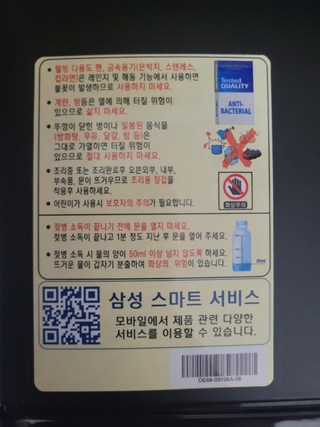 • 웰빙 다용도 팬, 금속용기(은박지, 스텐레스,
컵라면)은 레인지 및 해동 기능에서 사용하면
불꽃이 발생하므로 사용하지 마세요.
Tested
QUALITY
ANTI-
BACTERIAL
• 계란, 밤등은 열에 의해 터질 위험이
있으므로 삶지 마세요.
• 뚜껑이 닫힌 병이나 밀봉된 음식물
(쌍화탕, 우유, 달걀, 밤 등)은
그대로 가열하면 터질 위험이
있으므로 절대 사용하지 마세요.
• 조리중 또는 조리완료후 오븐외부, 내부,
부속품, 문이 뜨거우므로 조리용 장갑을
착용후 사용하세요.
화상주의
• 어린이가 사용시 보호자의 주의가 필요합니다.
• 젖병 소독이 끝나기 전에 문을 열지 마세요.
젖병 소독이 끝나고 1분 정도 지난 후 문을 열어 주세요.
• 젖병 소독 시 물의 양이 50ml 이상 넘지 않도록 하세요.
뜨거운 물이 갑자기 분출하여 화상의 위험이 있습니다.
50ml
삼성 스마트 서비스
모바일에서 제품 관련 다양한
서비스를 이용할 수 있습니다.
DE68-03108A-05